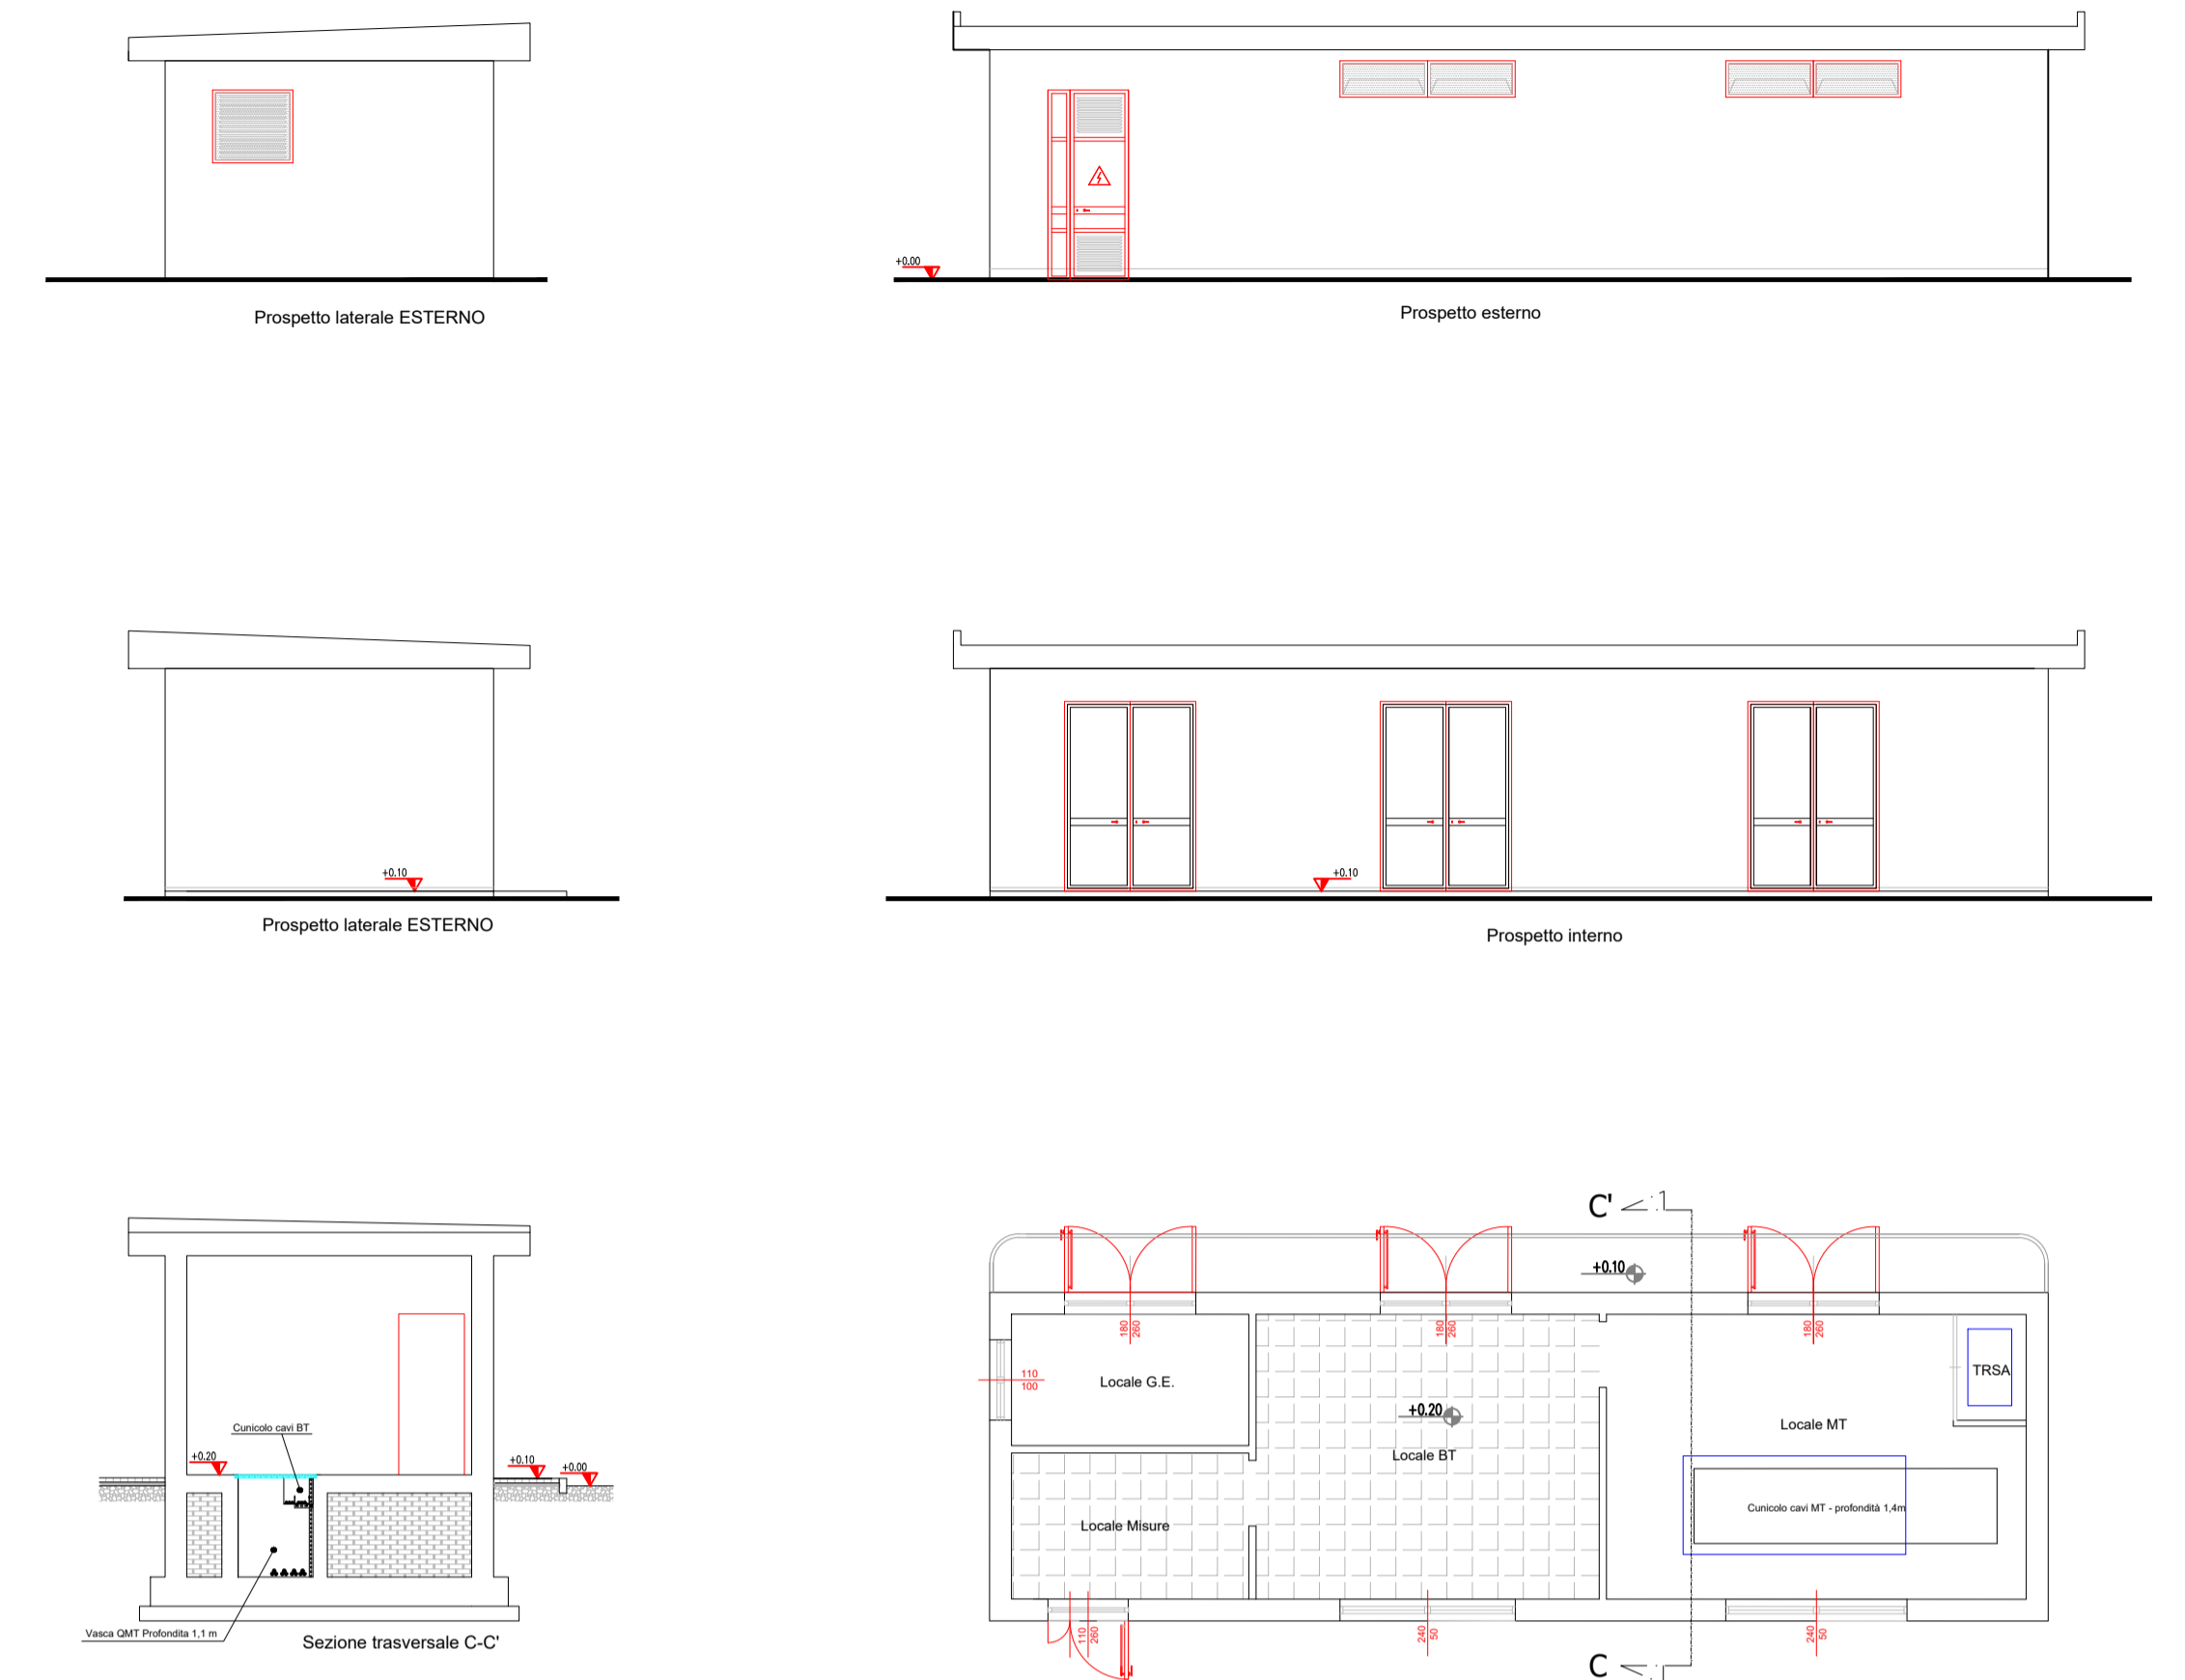 +0.00
Prospetto laterale ESTERNO
Prospetto esterno
+0.10
+0.10
Prospetto laterale ESTERNO
Prospetto interno
C'
+0.10
180
260
180
260
180
260
110
100
Locale G.E.
TRSA
+0.20
Locale MT
Cunicolo cavi BT
Locale BT
+0.20
+0.10
+0.00
Cunicolo cavi MT - profondità 1,4m
Locale Misure
Vasca QMT Profondita 1,1 m
Sezione trasversale C-C'
110
260
240
50
240
50
C